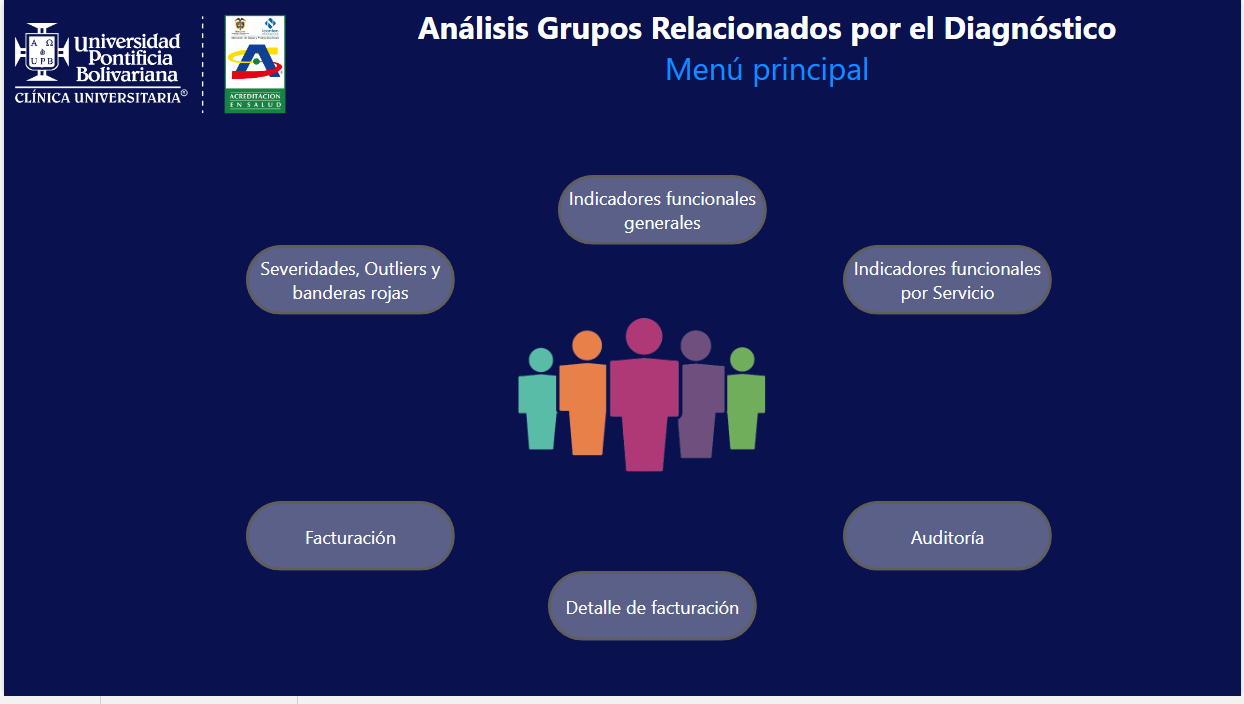 Análisis Grupos Relacionados por el Diagnóstico
Menú principal
A Ω
&
U P B
Universidad
Pontificia
Bolivariana
CLÍNICA UNIVERSITARIA®
icontec
ACREDITACIÓN
EN SALUD
Indicadores funcionales
generales
Severidades, Outliers y
banderas rojas
Indicadores funcionales
por Servicio
Facturación
Auditoría
Detalle de facturación